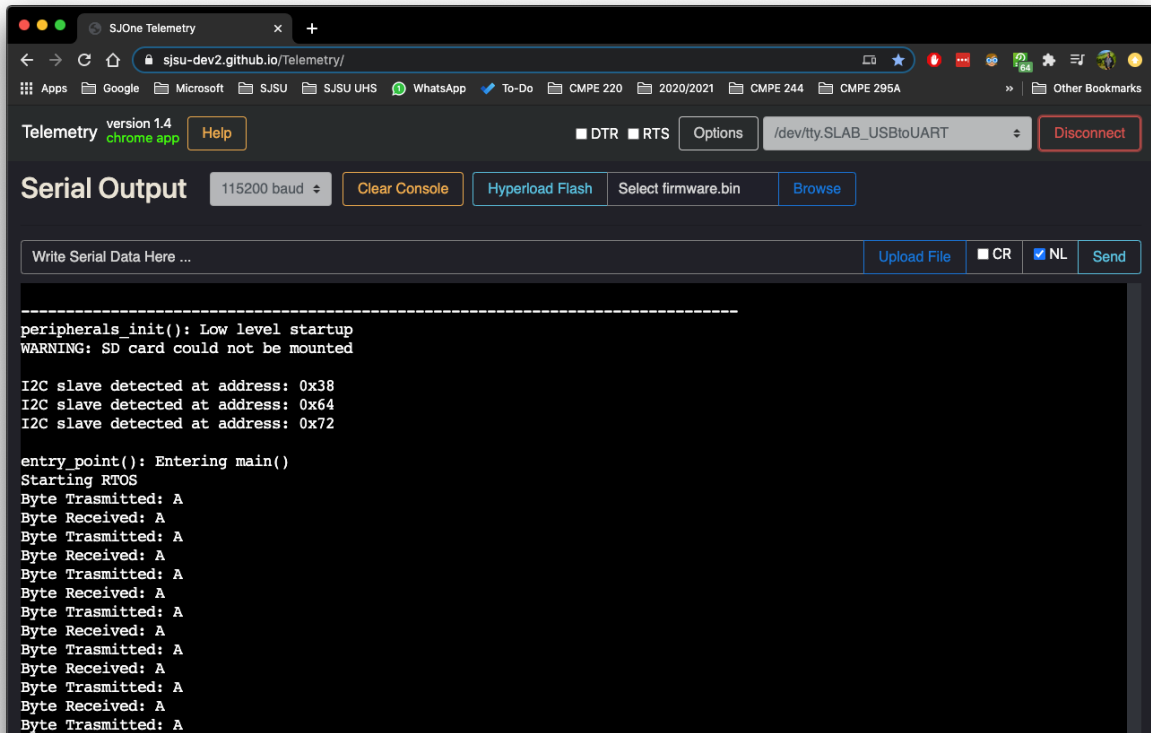 SJOne Telemetry × +
sjsu-dev2.github.io/Telemetry/
64
Apps Google Microsoft SJSU SJSU UHS WhatsApp To-Do CMPE 220 2020/2021 CMPE 244 CMPE 295A » Other Bookmarks
Telemetry version 1.4 Help DTR RTS Options /dev/tty.SLAB_USBtoUART Disconnect
chrome app
Serial Output 115200 baud Clear Console Hyperload Flash Select firmware.bin Browse
Write Serial Data Here ... Upload File CR NL Send
--------------------------------------------------------------------------------
peripherals_init(): Low level startup
WARNING: SD card could not be mounted
I2C slave detected at address: 0x38
I2C slave detected at address: 0x64
I2C slave detected at address: 0x72
entry_point(): Entering main()
Starting RTOS
Byte Trasmitted: A
Byte Received: A
Byte Trasmitted: A
Byte Received: A
Byte Trasmitted: A
Byte Received: A
Byte Trasmitted: A
Byte Received: A
Byte Trasmitted: A
Byte Received: A
Byte Trasmitted: A
Byte Received: A
Byte Trasmitted: A